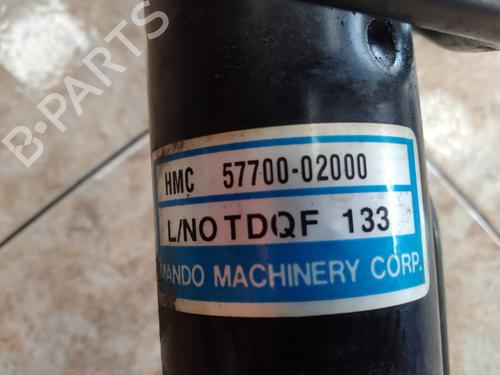 B-PARTS
HMC 57700-02000
L/NO TDQF 133
MANDO MACHINERY CORP.